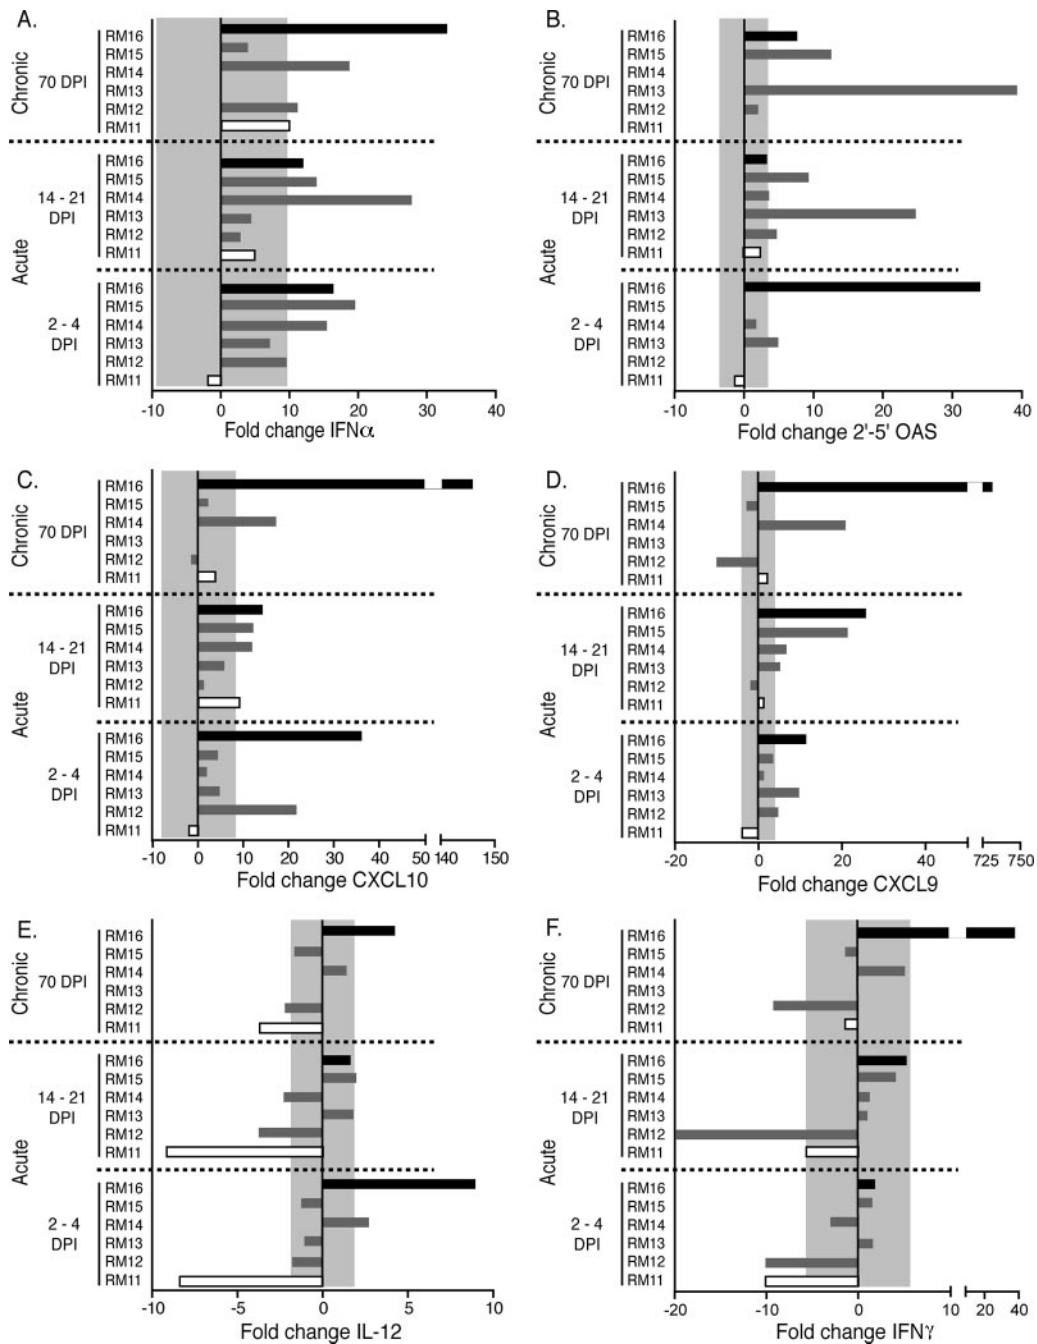 A.
Chronic
70 DPI
RM16
RM15
RM14
RM13
RM12
RM11
Acute
14 - 21
DPI
RM16
RM15
RM14
RM13
RM12
RM11
2 - 4
DPI
RM16
RM15
RM14
RM13
RM12
RM11
-10 0 10 20 30 40
Fold change IFNα
B.
Chronic
70 DPI
RM16
RM15
RM14
RM13
RM12
RM11
Acute
14 - 21
DPI
RM16
RM15
RM14
RM13
RM12
RM11
2 - 4
DPI
RM16
RM15
RM14
RM13
RM12
RM11
-10 0 10 20 30 40
Fold change 2'-5' OAS
C.
Chronic
70 DPI
RM16
RM15
RM14
RM13
RM12
RM11
Acute
14 - 21
DPI
RM16
RM15
RM14
RM13
RM12
RM11
2 - 4
DPI
RM16
RM15
RM14
RM13
RM12
RM11
-10 0 10 20 30 40 50 140 150
Fold change CXCL10
D.
Chronic
70 DPI
RM16
RM15
RM14
RM13
RM12
RM11
Acute
14 - 21
DPI
RM16
RM15
RM14
RM13
RM12
RM11
2 - 4
DPI
RM16
RM15
RM14
RM13
RM12
RM11
-20 0 20 40 725 750
Fold change CXCL9
E.
Chronic
70 DPI
RM16
RM15
RM14
RM13
RM12
RM11
Acute
14 - 21
DPI
RM16
RM15
RM14
RM13
RM12
RM11
2 - 4
DPI
RM16
RM15
RM14
RM13
RM12
RM11
-10 -5 0 5 10
Fold change IL-12
F.
Chronic
70 DPI
RM16
RM15
RM14
RM13
RM12
RM11
Acute
14 - 21
DPI
RM16
RM15
RM14
RM13
RM12
RM11
2 - 4
DPI
RM16
RM15
RM14
RM13
RM12
RM11
-20 -10 0 10 20 40
Fold change IFNγ